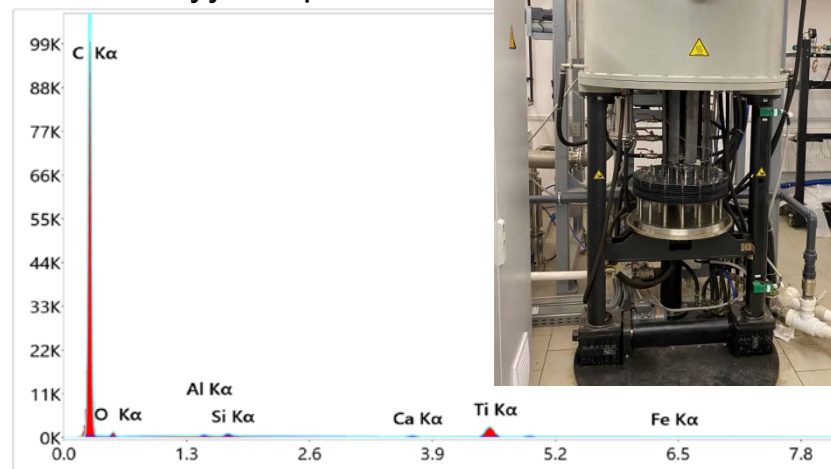 99K
C Kα
88K
77K
66K
55K
44K
33K
22K
Al Kα
11K
Ti Kα
O Kα
Si Kα
Ca Kα
Fe Kα
0K
0.0 1.3 2.6 3.9 5.2 6.5 7.8